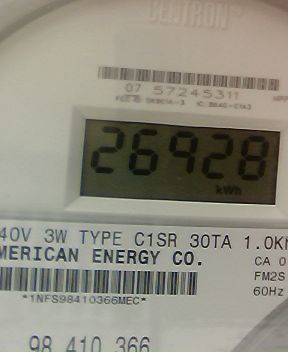 CENTRON®
07 57245311
26928
kWh
40V 3W TYPE C1SR 30TA 1.0K
MERICAN ENERGY CO.
CA 0
FM2S
60Hz
*1NFS98410366MEC*
98 410 366